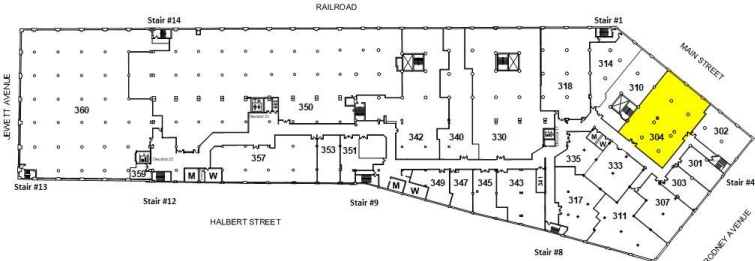 RAILROAD
Stair #14
Stair #1
MAIN STREET
JEWETT AVENUE
314
310
318
360
350
304
302
342
340
330
335
333
301
303
357
353
351
359
M
W
M
W
M
W
349
347
345
343
341
317
311
307
Stair #13
Stair #12
Stair #9
Stair #8
Stair #4
HALBERT STREET
RODNEY AVENUE